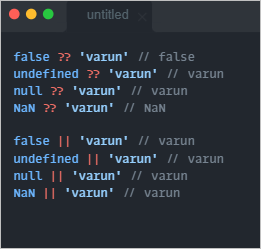 untitled
false ?? 'varun' // false
undefined ?? 'varun' // varun
null ?? 'varun' // varun
NaN ?? 'varun' // NaN
false || 'varun' // varun
undefined || 'varun' // varun
null || 'varun' // varun
NaN || 'varun' // varun